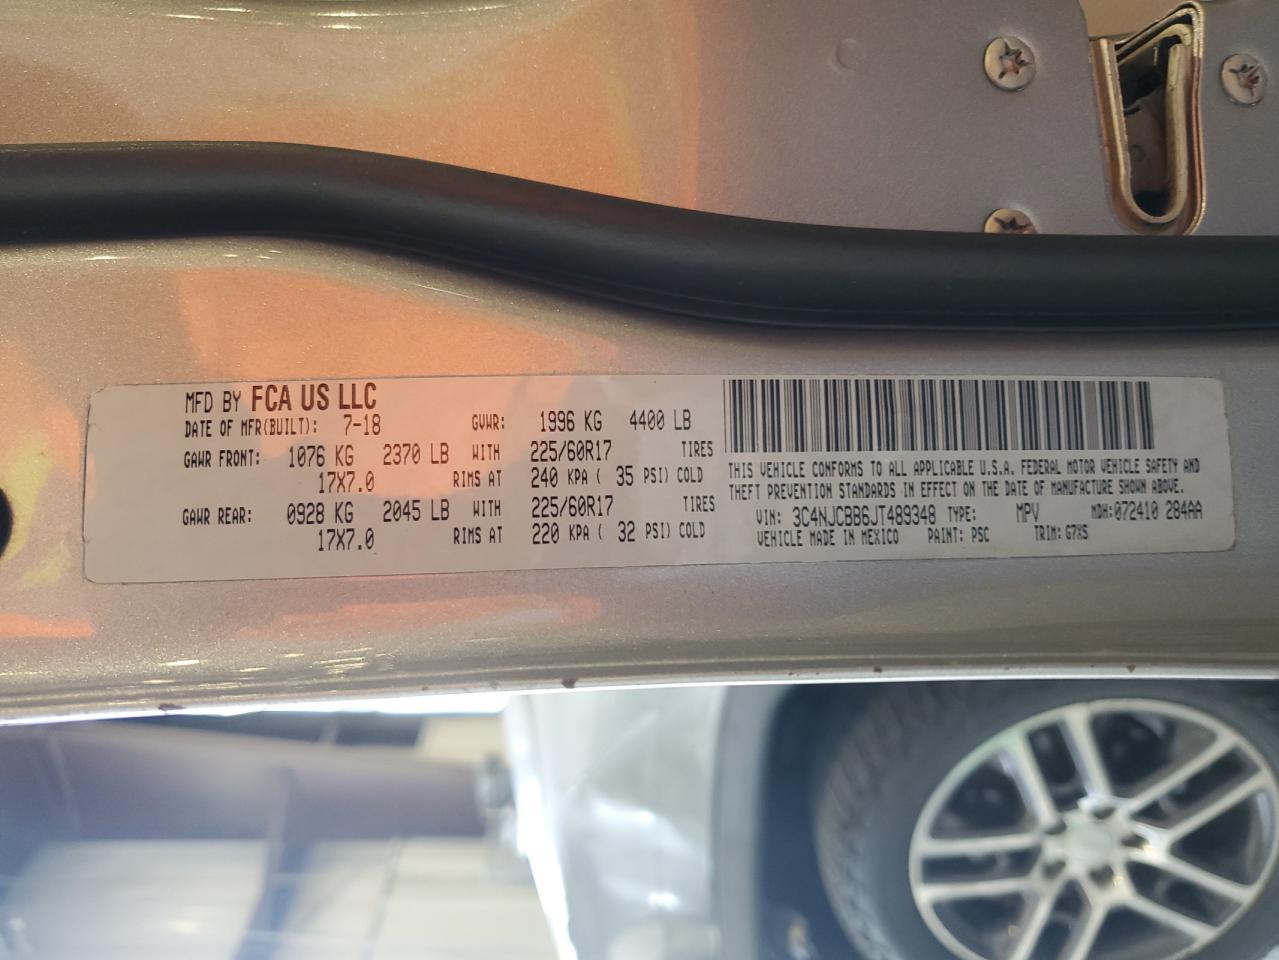 MFD BY FCA US LLC
DATE OF MFR(BUILT): 7-18 GVWR: 1996 KG 4400 LB
GAWR FRONT: 1076 KG 2370 LB WITH 225/60R17 TIRES
17X7.0 RIMS AT 240 KPA ( 35 PSI) COLD
GAWR REAR: 0928 KG 2045 LB WITH 225/60R17 TIRES
17X7.0 RIMS AT 220 KPA ( 32 PSI) COLD
THIS VEHICLE CONFORMS TO ALL APPLICABLE U.S.A. FEDERAL MOTOR VEHICLE SAFETY AND
THEFT PREVENTION STANDARDS IN EFFECT ON THE DATE OF MANUFACTURE SHOWN ABOVE.
VIN: 3C4NJCBB6JT489348 TYPE: MPV MDH:072410 284AA
VEHICLE MADE IN MEXICO PAINT: PSC TRIM: G7X5